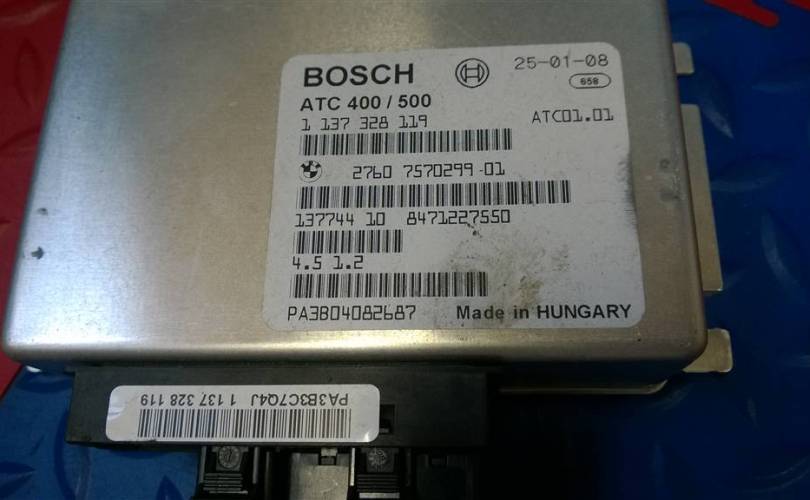 BOSCH
25-01-08
658
ATC 400 / 500
1 137 328 119
ATC01.01
2760 7570299-01
137744 10 8471227550
4.5 1.2
PA3B04082687
Made in HUNGARY
PA3B3C7Q4J 1 137 328 119